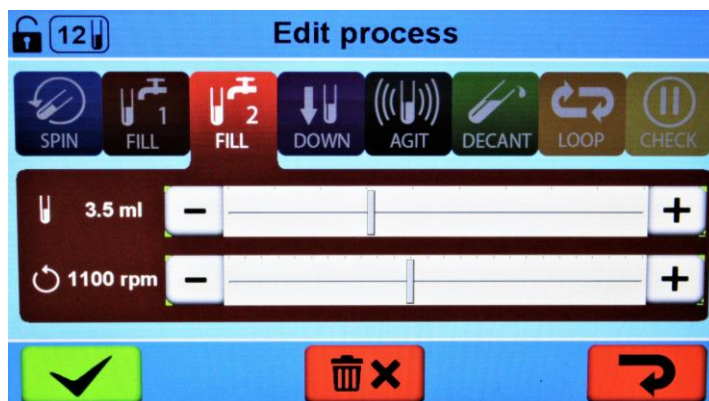 12
Edit process
SPIN
1
FILL
2
FILL
DOWN
AGIT
DECANT
LOOP
CHECK
3.5 ml
−
+
1100 rpm
−
+